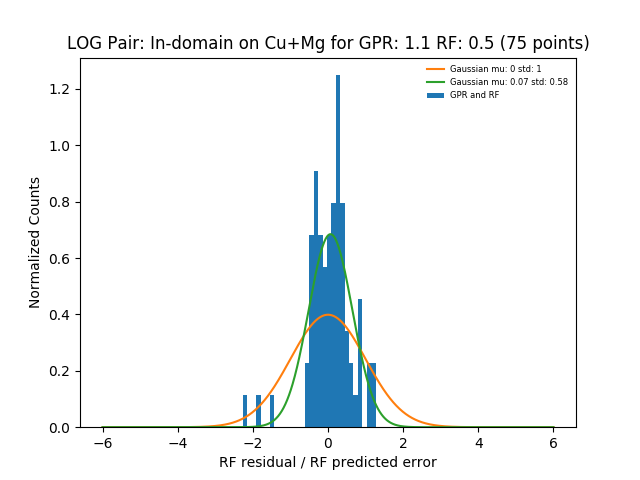 LOG Pair: In-domain on Cu+Mg for GPR: 1.1 RF: 0.5 (75 points)
Gaussian mu: 0 std: 1
Gaussian mu: 0.07 std: 0.58
GPR and RF
Normalized Counts
1.2
1.0
0.8
0.6
0.4
0.2
0.0
−6
−4
−2
0
2
4
6
RF residual / RF predicted error